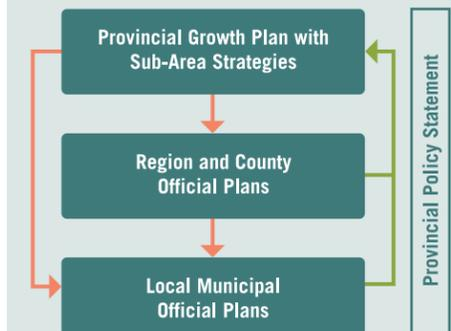 Provincial Growth Plan with
Sub-Area Strategies
Region and County
Official Plans
Local Municipal
Official Plans
Provincial Policy Statement